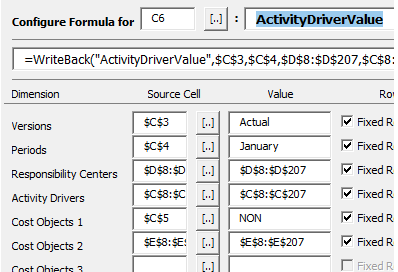 Configure Formula for C6 [..] : ActivityDriverValue
=WriteBack("ActivityDriverValue",$C$3,$C$4,$D$8:$D$207,$C$8:
Dimension Source Cell Value Ro
Versions $C$3 [..] Actual Fixed R
Periods $C$4 [..] January Fixed R
Responsibility Centers $D$8:$D [..] $D$8:$D$207 Fixed R
Activity Drivers $C$8:$C [..] $C$8:$C$207 Fixed R
Cost Objects 1 $C$5 [..] NON Fixed R
Cost Objects 2 $E$8:$E [..] $E$8:$E$207 Fixed R
Cost Objects 3 [..] Fixed R